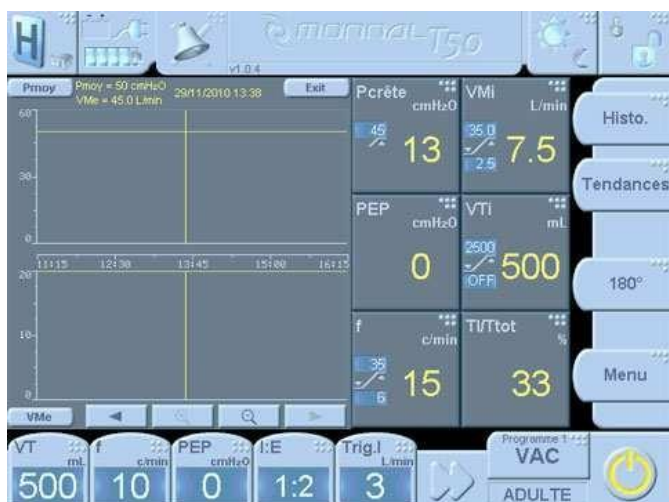 H
monnal T50
v1.0.4
Pmoy
Pmoy = 50 cmH₂O
VMe = 45.0 L/min
29/11/2010 13:38
Exit
60
30
0
11:15 12:30 13:45 15:00 16:15
20
10
0
VMe
Pcrête
cmH₂O
45
13
VMi
L/min
35.0
2.5
7.5
PEP
cmH₂O
0
VTi
mL
2500
OFF
500
f
c/min
35
6
15
TI/Ttot
%
33
Histo.
Tendances
180°
Menu
VT
mL
500
f
c/min
10
PEP
cmH₂O
0
I:E
1:2
Trig.I
L/min
3
Programme 1
VAC
ADULTE